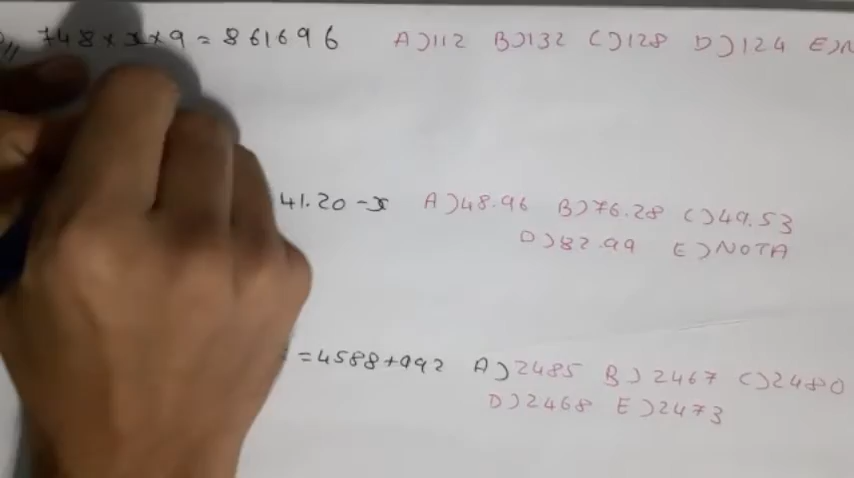 748 × x × 9 = 861696 A) 112 B) 132 C) 128 D) 124 E) N
41.20 - x A) 48.96 B) 76.28 C) 49.53
D) 82.99 E) NOTA
= 4588 + 992 A) 2485 B) 2467 C) 2480
D) 2468 E) 2473